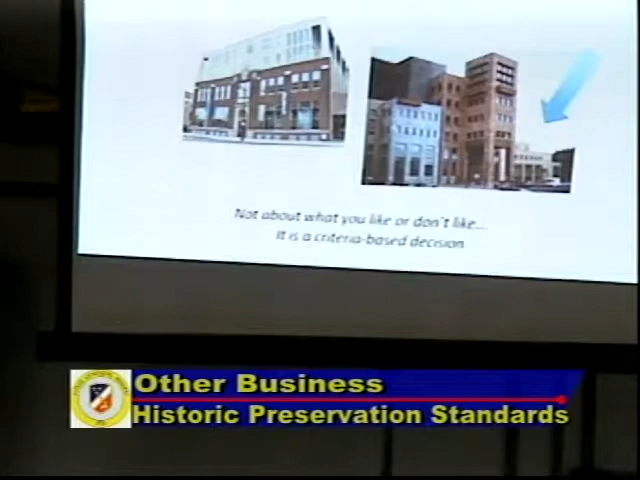 Not about what you like or don't like...
It is a criteria-based decision
Other Business
Historic Preservation Standards